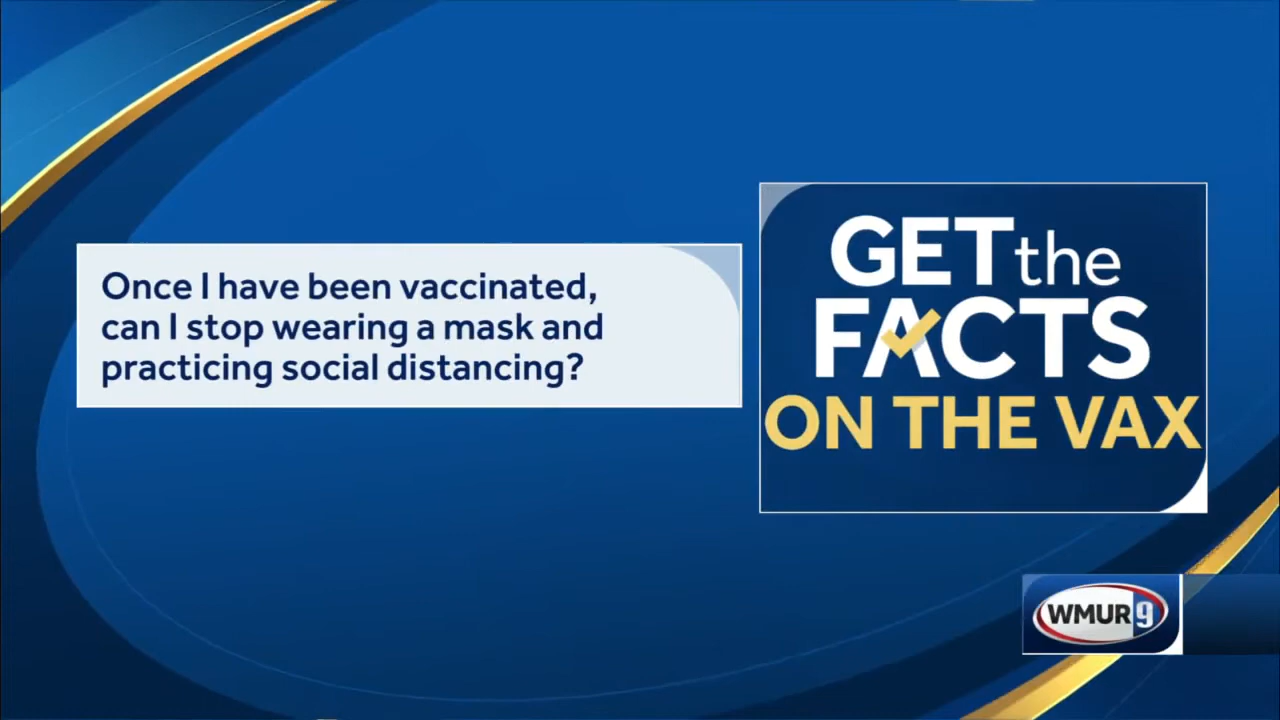 Once I have been vaccinated,
can I stop wearing a mask and
practicing social distancing?
GET the
FACTS
ON THE VAX
WMUR 9